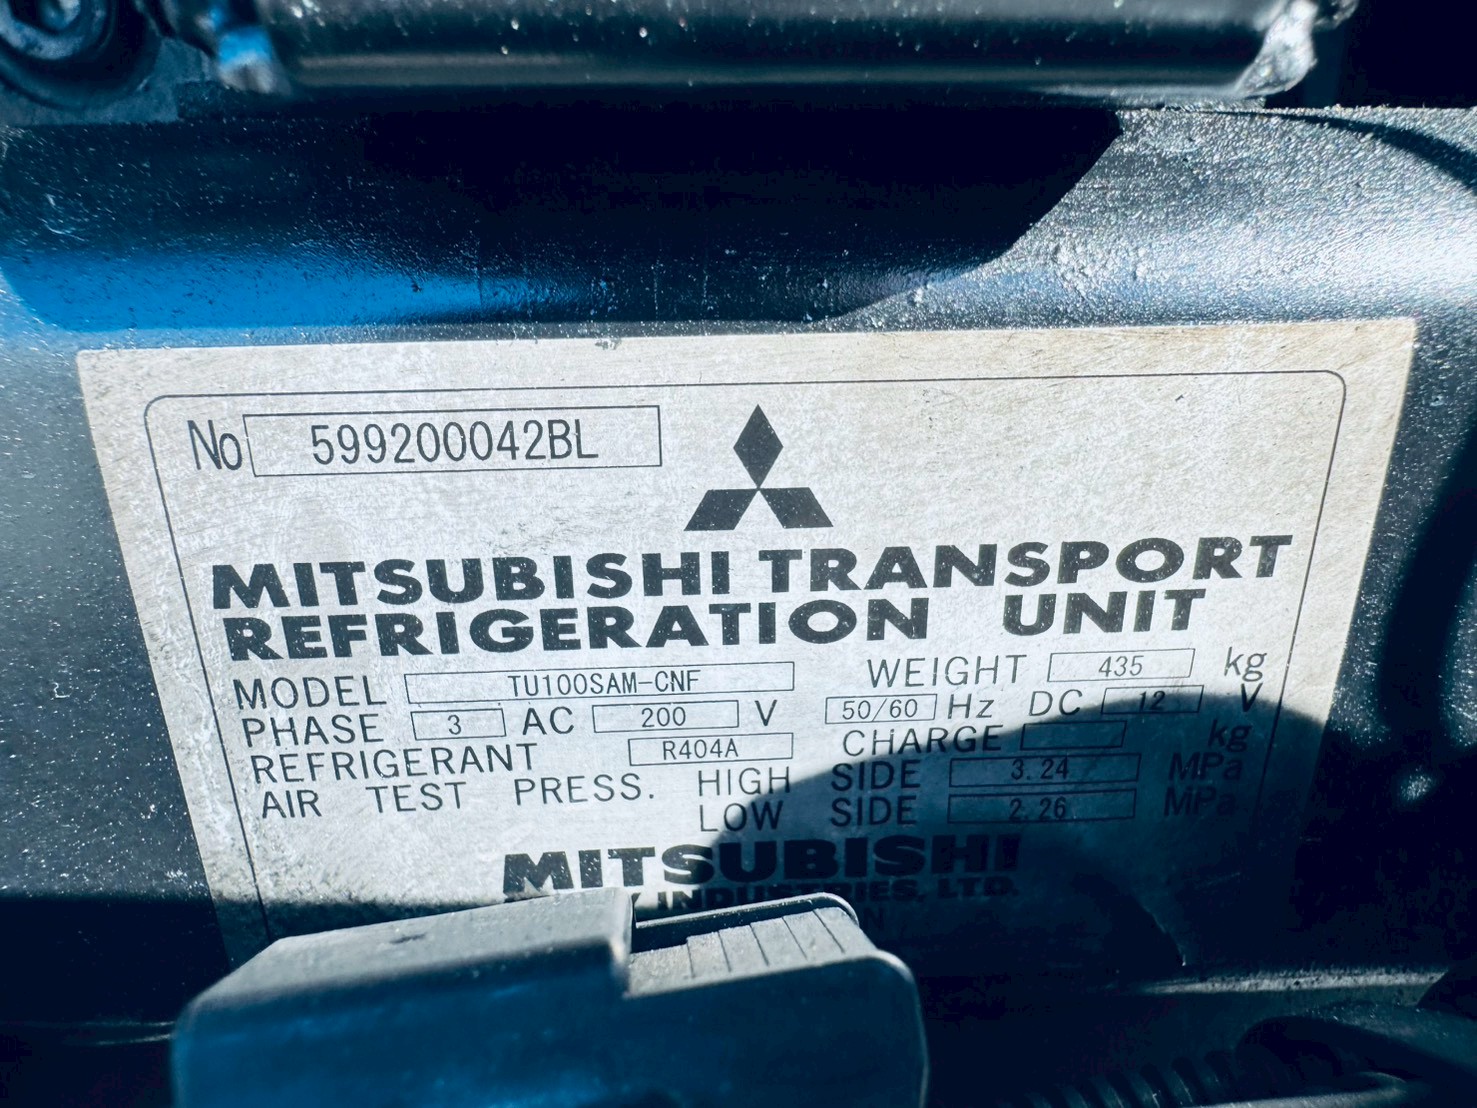 No 599200042BL
MITSUBISHI TRANSPORT
REFRIGERATION UNIT
MODEL TU100SAM-CNF WEIGHT 435 kg
PHASE 3 AC 200 V 50/60 Hz DC 12 V
REFRIGERANT R404A CHARGE kg
AIR TEST PRESS. HIGH SIDE 3.24 MPa
LOW SIDE 2.26 MPa
MITSUBISHI
INDUSTRIES, LTD.